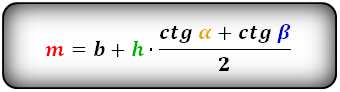 m = b + h · (ctg α + ctg β) / 2